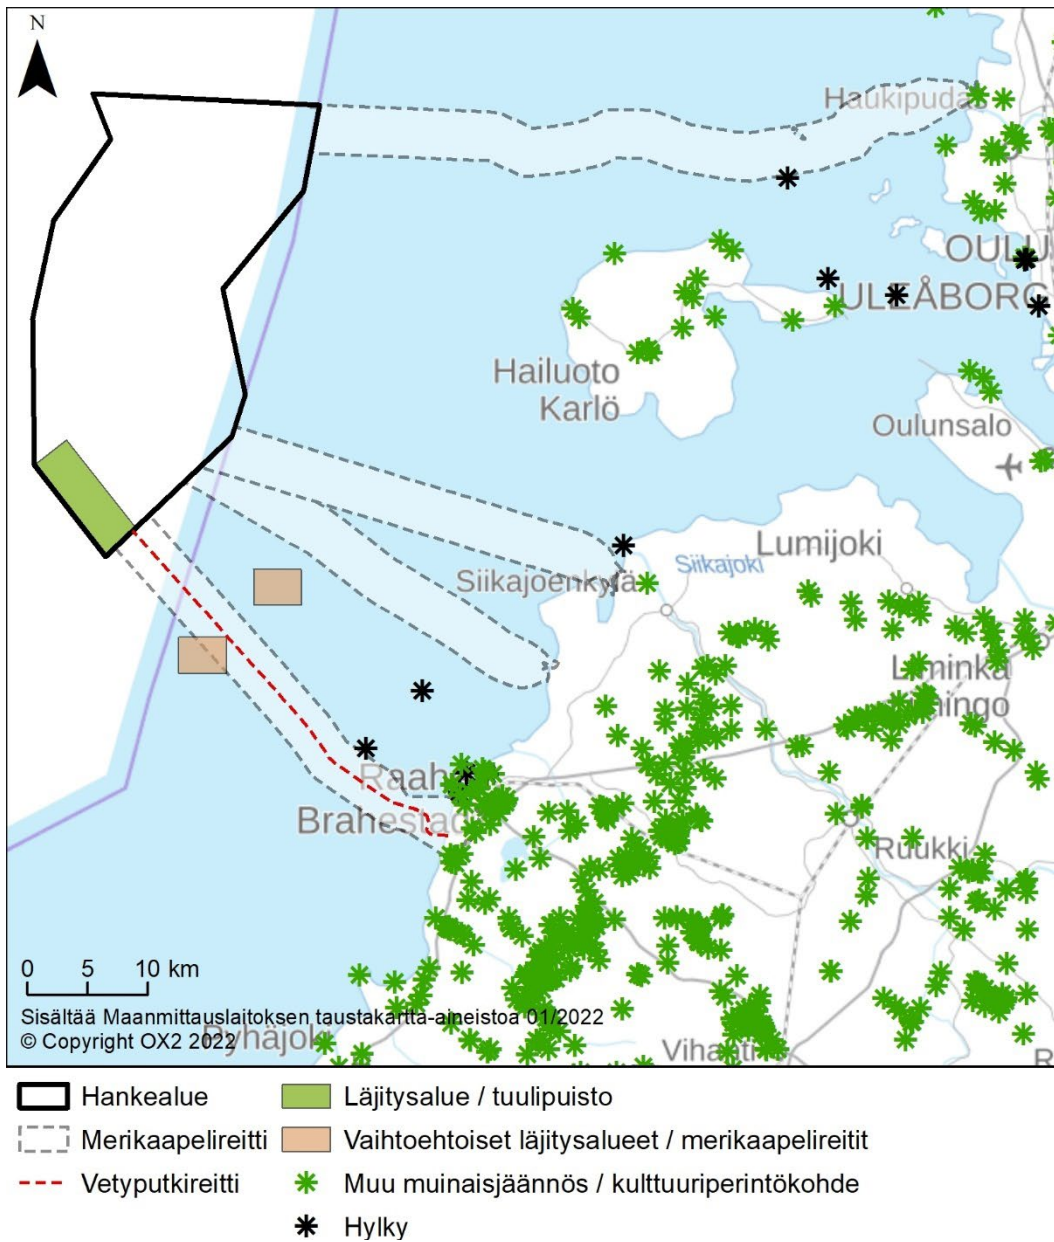 N
Haukipudas
OULU
ULEÅBORG
Hailuoto
Karlö
Oulunsalo
Lumijoki
Siikajoki
Siikajoenkylä
Liminka
Limingo
Raahe
Brahestad
Ruukki
0 5 10 km
Sisältää Maanmittauslaitoksen taustakartta-aineistoa 01/2022
© Copyright OX2 2022
Pyhäjoki
Vihanti
R
Hankealue
Läjitysalue / tuulipuisto
Merikaapelireitti
Vaihtoehtoiset läjitysalueet / merikaapelireitit
Vetyputkireitti
Muu muinaisjäännös / kulttuuriperintökohde
Hylky